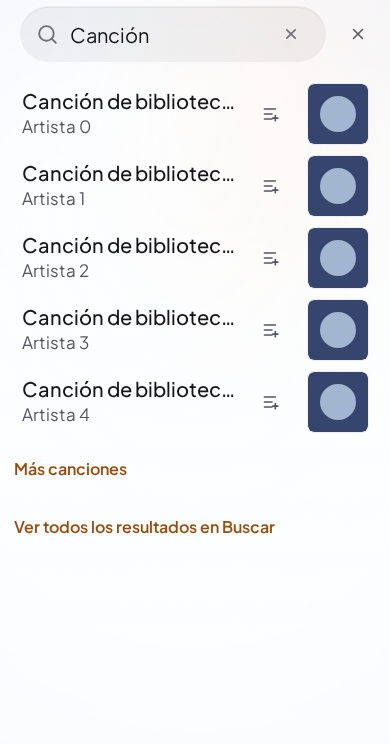 Canción
Canción de bibliotec…
Artista 0
Canción de bibliotec…
Artista 1
Canción de bibliotec…
Artista 2
Canción de bibliotec…
Artista 3
Canción de bibliotec…
Artista 4
Más canciones
Ver todos los resultados en Buscar